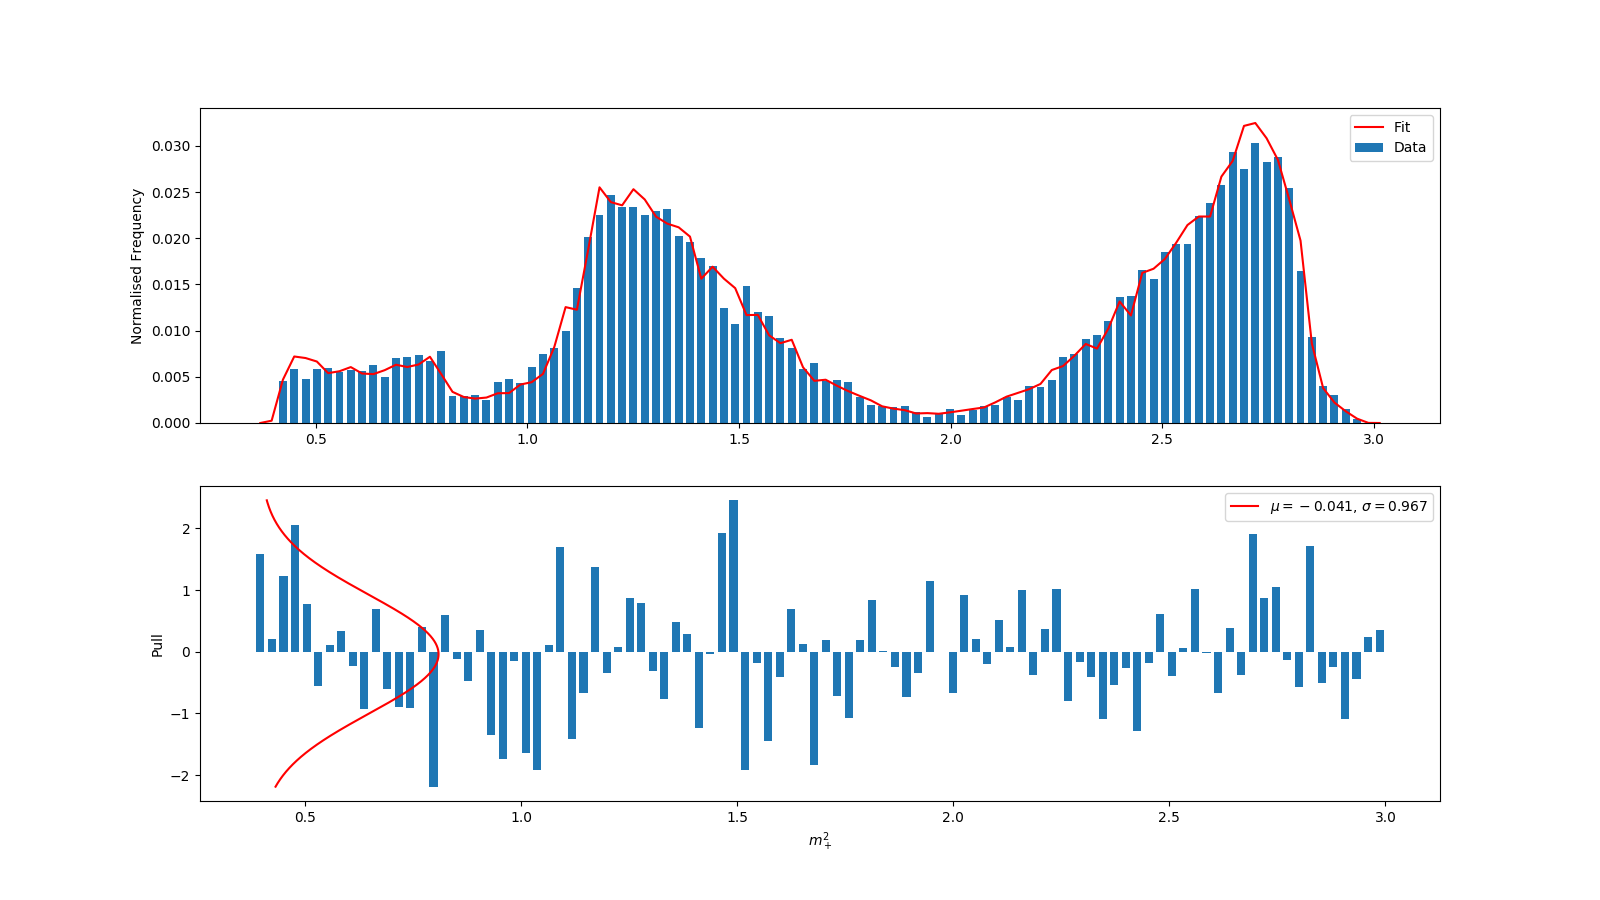 Fit
Data
Normalised Frequency
0.030
0.025
0.020
0.015
0.010
0.005
0.000
0.5 1.0 1.5 2.0 2.5 3.0
μ = −0.041, σ = 0.967
Pull
2
1
0
−1
−2
0.5 1.0 1.5 2.0 2.5 3.0
m²₊